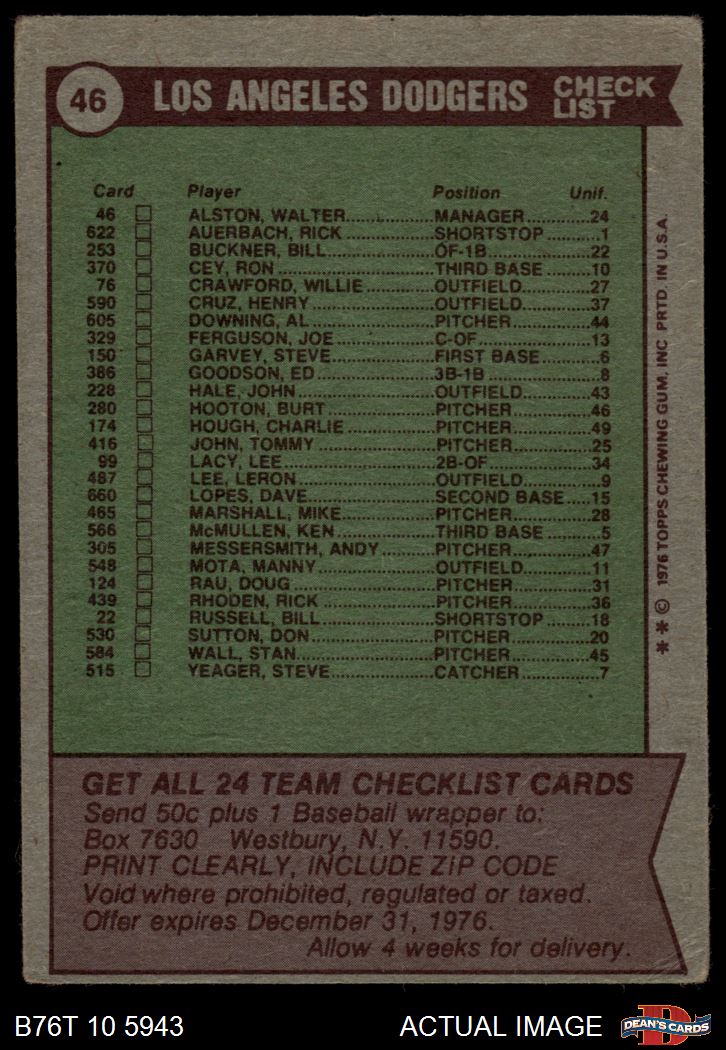 46 LOS ANGELES DODGERS CHECK LIST
Card Player Position Unif.
46 ALSTON, WALTER MANAGER 24
622 AUERBACH, RICK SHORTSTOP 1
253 BUCKNER, BILL OF-1B 22
370 CEY, RON THIRD BASE 10
76 CRAWFORD, WILLIE OUTFIELD 27
590 CRUZ, HENRY OUTFIELD 37
605 DOWNING, AL PITCHER 44
329 FERGUSON, JOE C-OF 13
150 GARVEY, STEVE FIRST BASE 6
386 GOODSON, ED 3B-1B 8
228 HALE, JOHN OUTFIELD 43
280 HOOTON, BURT PITCHER 46
174 HOUGH, CHARLIE PITCHER 49
416 JOHN, TOMMY PITCHER 25
99 LACY, LEE 2B-OF 34
487 LEE, LERON OUTFIELD 9
660 LOPES, DAVE SECOND BASE 15
465 MARSHALL, MIKE PITCHER 28
566 McMULLEN, KEN THIRD BASE 5
305 MESSERSMITH, ANDY PITCHER 47
548 MOTA, MANNY OUTFIELD 11
124 RAU, DOUG PITCHER 31
439 RHODEN, RICK PITCHER 36
22 RUSSELL, BILL SHORTSTOP 18
530 SUTTON, DON PITCHER 20
584 WALL, STAN PITCHER 45
515 YEAGER, STEVE CATCHER 7
* * © 1976 TOPPS CHEWING GUM, INC PRTD. IN U.S.A.
GET ALL 24 TEAM CHECKLIST CARDS
Send 50c plus 1 Baseball wrapper to:
Box 7630 Westbury, N.Y. 11590.
PRINT CLEARLY, INCLUDE ZIP CODE
Void where prohibited, regulated or taxed.
Offer expires December 31, 1976.
Allow 4 weeks for delivery.
B76T 10 5943 ACTUAL IMAGE
D
DEAN'S CARDS